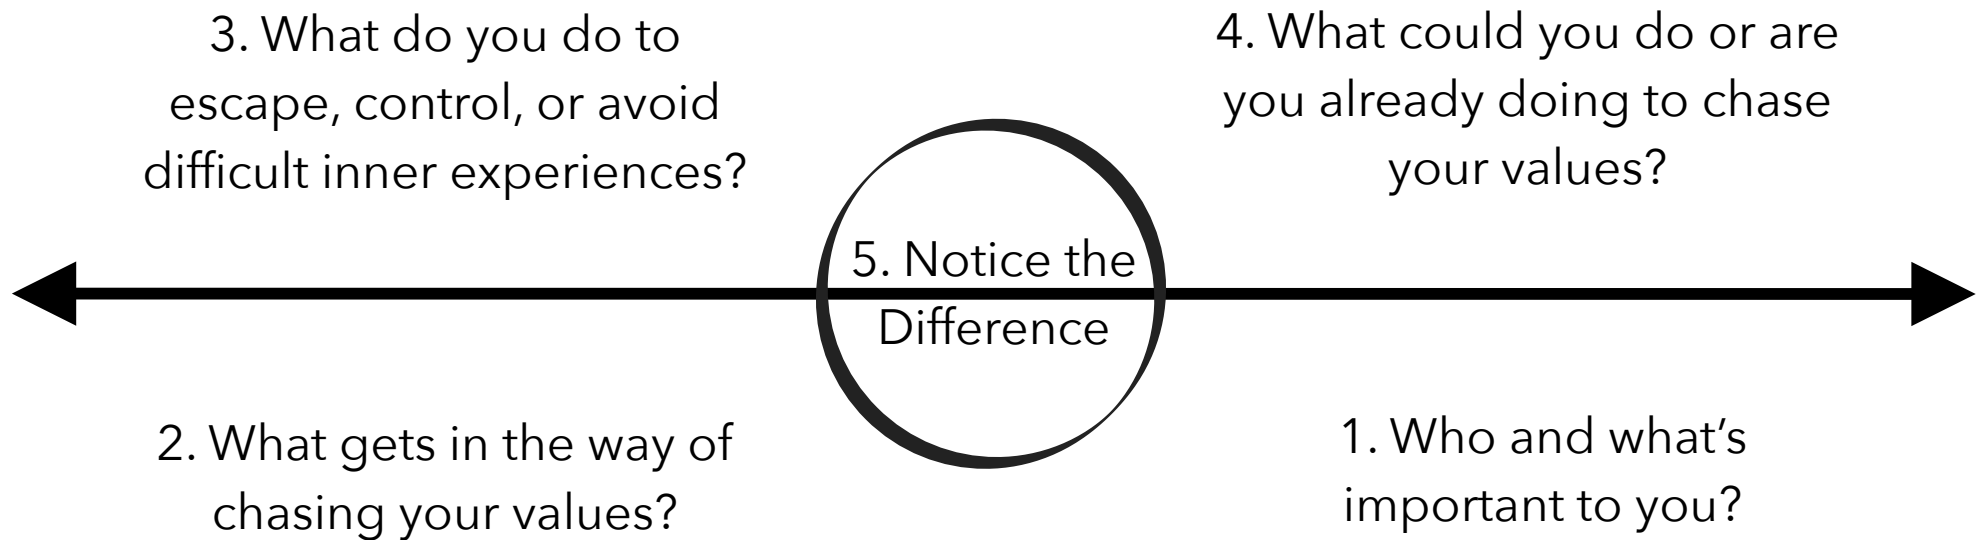 3. What do you do to
escape, control, or avoid
difficult inner experiences?
4. What could you do or are
you already doing to chase
your values?
5. Notice the
Difference
2. What gets in the way of
chasing your values?
1. Who and what’s
important to you?